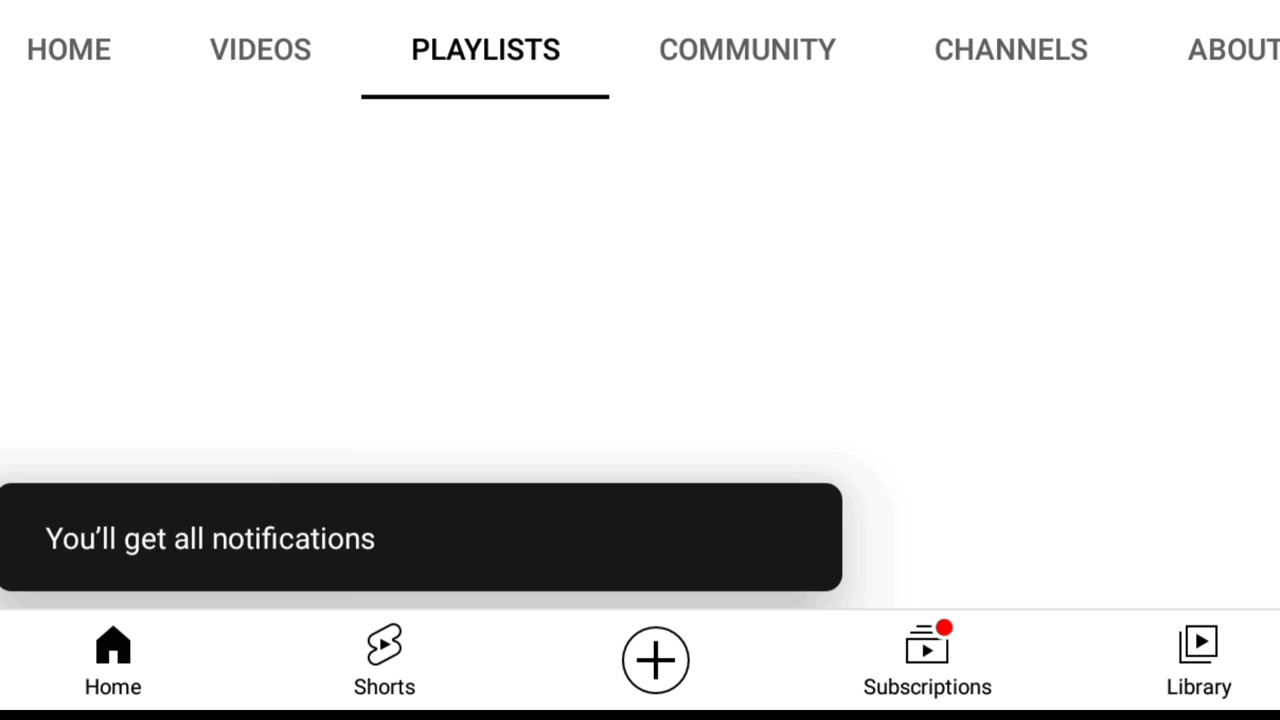 HOME VIDEOS PLAYLISTS COMMUNITY CHANNELS ABOUT
You’ll get all notifications
Home Shorts Subscriptions Library